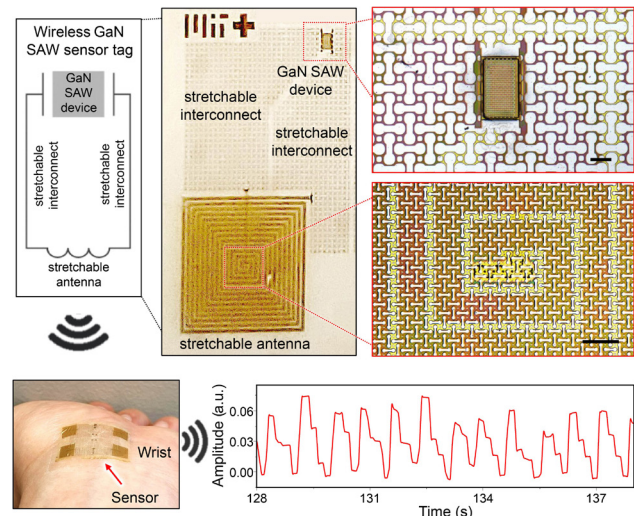 Wireless GaN
SAW sensor tag
GaN
SAW
device
stretchable
interconnect
stretchable
interconnect
stretchable
antenna
GaN SAW
device
stretchable
interconnect
stretchable
interconnect
stretchable antenna
Wrist
Sensor
Amplitude (a.u.)
0.06
0.03
0.00
128
131
134
137
Time (s)